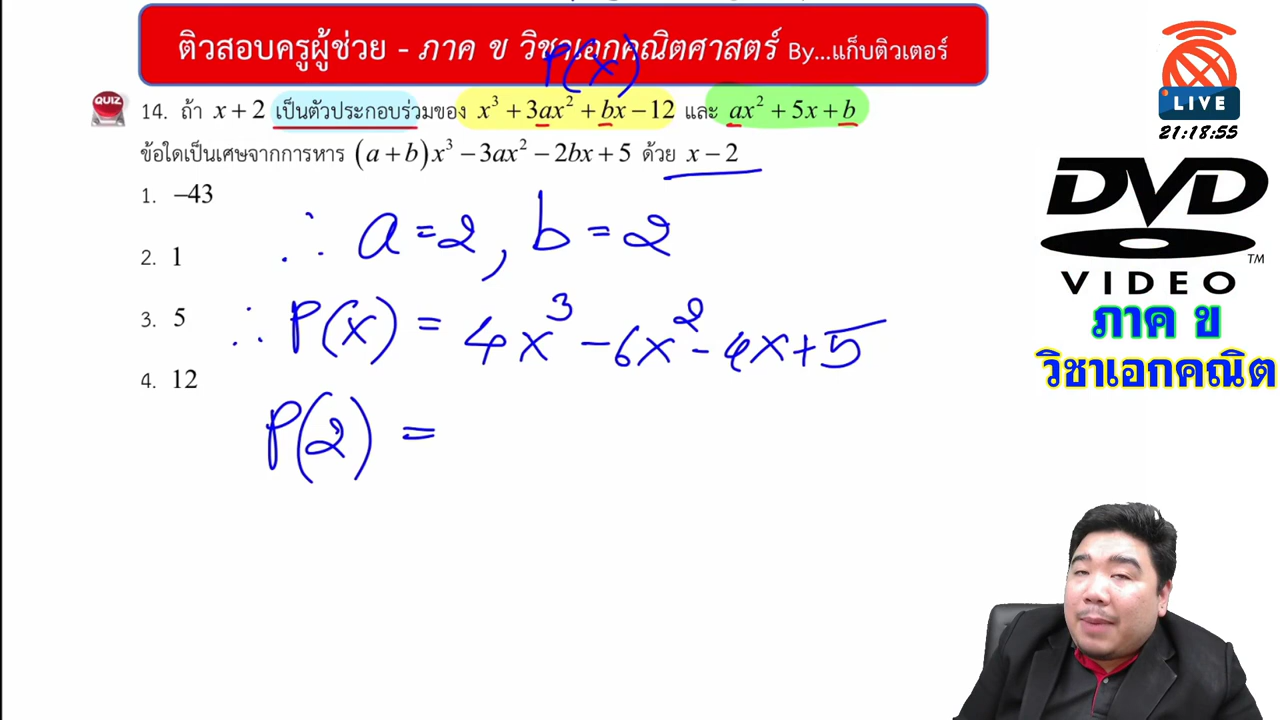 ติวสอบครูผู้ช่วย - ภาค ข วิชาเอกคณิตศาสตร์ By...แก็บติวเตอร์
P(x)
QUIZ
14. ถ้า x + 2 เป็นตัวประกอบร่วมของ x³ + 3ax² + bx − 12 และ ax² + 5x + b
ข้อใดเป็นเศษจากการหาร (a + b)x³ − 3ax² − 2bx + 5 ด้วย x − 2
1. −43
∴ a = 2, b = 2
2. 1
3. 5
∴ P(x) = 4x³ − 6x² − 4x + 5
4. 12
P(2) =
LIVE
21:18:55
DVD
VIDEO TM
ภาค ข
วิชาเอกคณิต